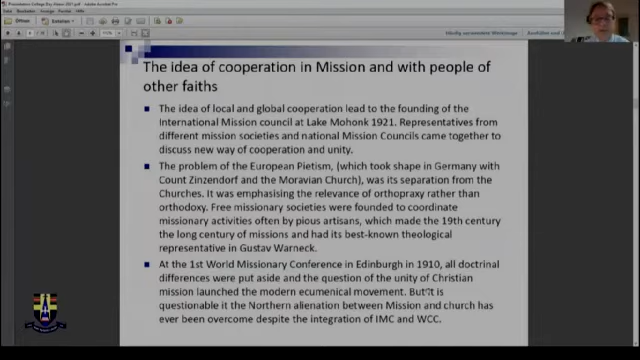 The idea of cooperation in Mission and with people of
other faiths
The idea of local and global cooperation lead to the founding of the
International Mission council at Lake Mohonk 1921. Representatives from
different mission societies and national Mission Councils came together to
discuss new way of cooperation and unity.
The problem of the European Pietism, (which took shape in Germany with
Count Zinzendorf and the Moravian Church), was its separation from the
Churches. It was emphasising the relevance of orthopraxy rather than
orthodoxy. Free missionary societies were founded to coordinate
missionary activities often by pious artisans, which made the 19th century
the long century of missions and had its best-known theological
representative in Gustav Warneck.
At the 1st World Missionary Conference in Edinburgh in 1910, all doctrinal
differences were put aside and the question of the unity of Christian
mission launched the modern ecumenical movement. But it is
questionable it the Northern alienation between Mission and church has
ever been overcome despite the integration of IMC and WCC.